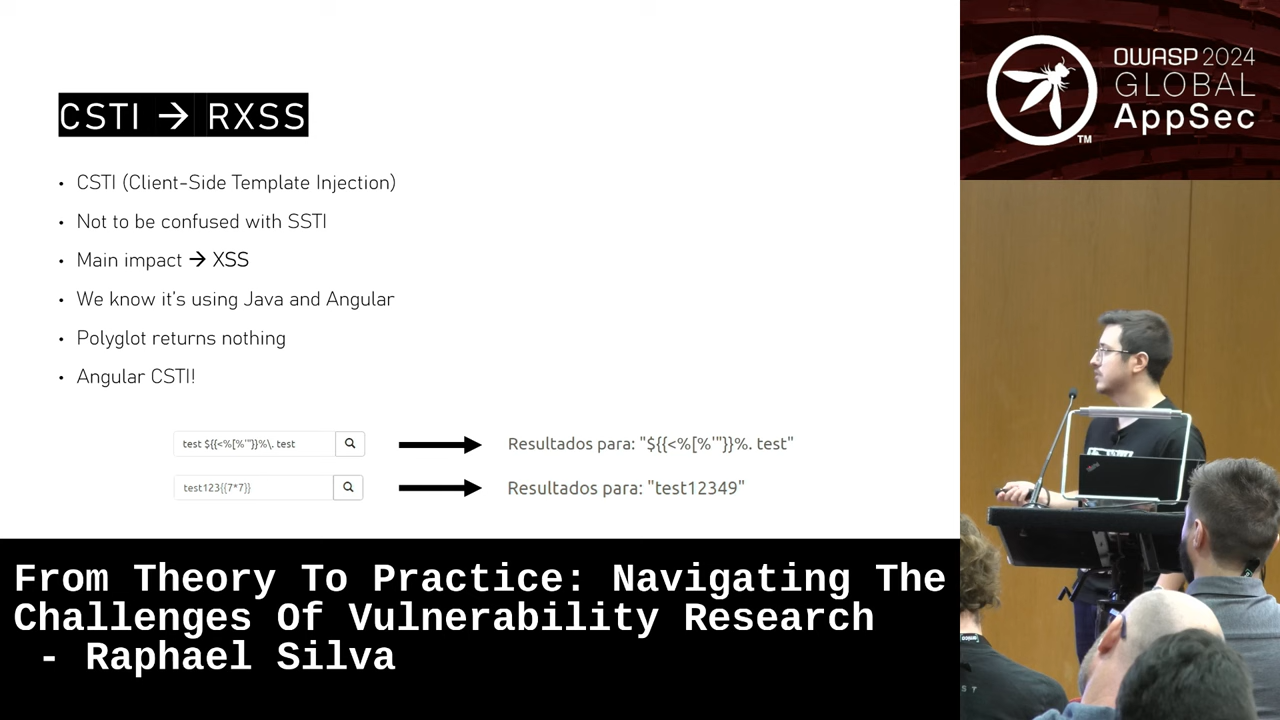 CSTI → RXSS
• CSTI (Client-Side Template Injection)
• Not to be confused with SSTI
• Main impact → XSS
• We know it's using Java and Angular
• Polyglot returns nothing
• Angular CSTI!
test ${{<%[%'"}}%\. test
Resultados para: "${{<%[%'"}}%. test"
test123{{7*7}}
Resultados para: "test12349"
From Theory To Practice: Navigating The
Challenges Of Vulnerability Research
- Raphael Silva
OWASP 2024
GLOBAL
AppSec
TM